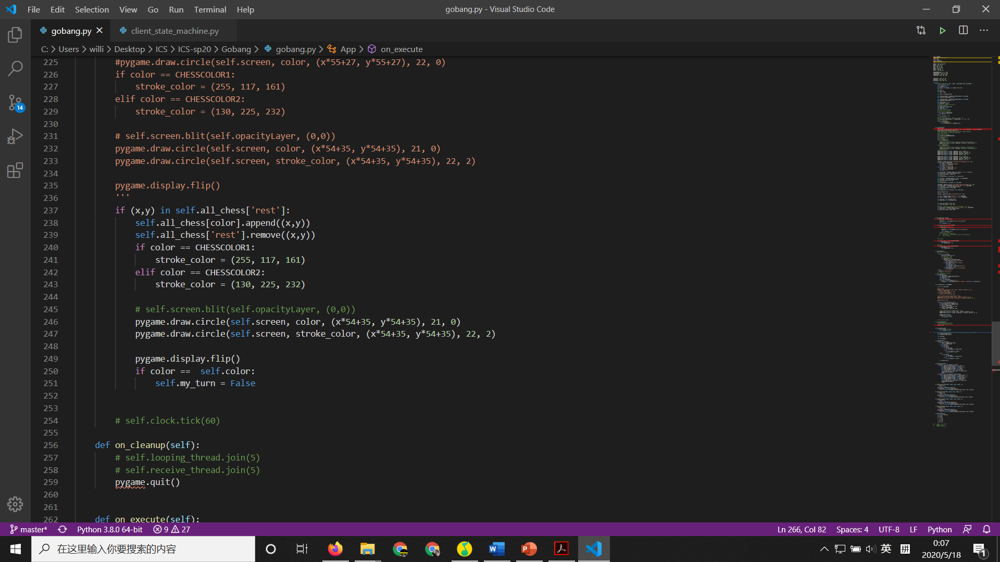 File Edit Selection View Go Run Terminal Help
gobang.py - Visual Studio Code
gobang.py
client_state_machine.py
C: > Users > willi > Desktop > ICS > ICS-sp20 > Gobang > gobang.py > App > on_execute
225 #pygame.draw.circle(self.screen, color, (x*55+27, y*55+27), 22, 0)
226 if color == CHESSCOLOR1:
227 stroke_color = (255, 117, 161)
228 elif color == CHESSCOLOR2:
229 stroke_color = (130, 225, 232)
230
231 # self.screen.blit(self.opacityLayer, (0,0))
232 pygame.draw.circle(self.screen, color, (x*54+35, y*54+35), 21, 0)
233 pygame.draw.circle(self.screen, stroke_color, (x*54+35, y*54+35), 22, 2)
234
235 pygame.display.flip()
236 '''
237 if (x,y) in self.all_chess['rest']:
238 self.all_chess[color].append((x,y))
239 self.all_chess['rest'].remove((x,y))
240 if color == CHESSCOLOR1:
241 stroke_color = (255, 117, 161)
242 elif color == CHESSCOLOR2:
243 stroke_color = (130, 225, 232)
244
245 # self.screen.blit(self.opacityLayer, (0,0))
246 pygame.draw.circle(self.screen, color, (x*54+35, y*54+35), 21, 0)
247 pygame.draw.circle(self.screen, stroke_color, (x*54+35, y*54+35), 22, 2)
248
249 pygame.display.flip()
250 if color ==  self.color:
251 self.my_turn = False
252
253
254 # self.clock.tick(60)
255
256 def on_cleanup(self):
257 # self.looping_thread.join(5)
258 # self.receive_thread.join(5)
259 pygame.quit()
260
261
262 def on_execute(self):
14
master* Python 3.8.0 64-bit 9 27
Ln 266, Col 82 Spaces: 4 UTF-8 LF Python
在这里输入你要搜索的内容
英 拼
0:07
2020/5/18
1